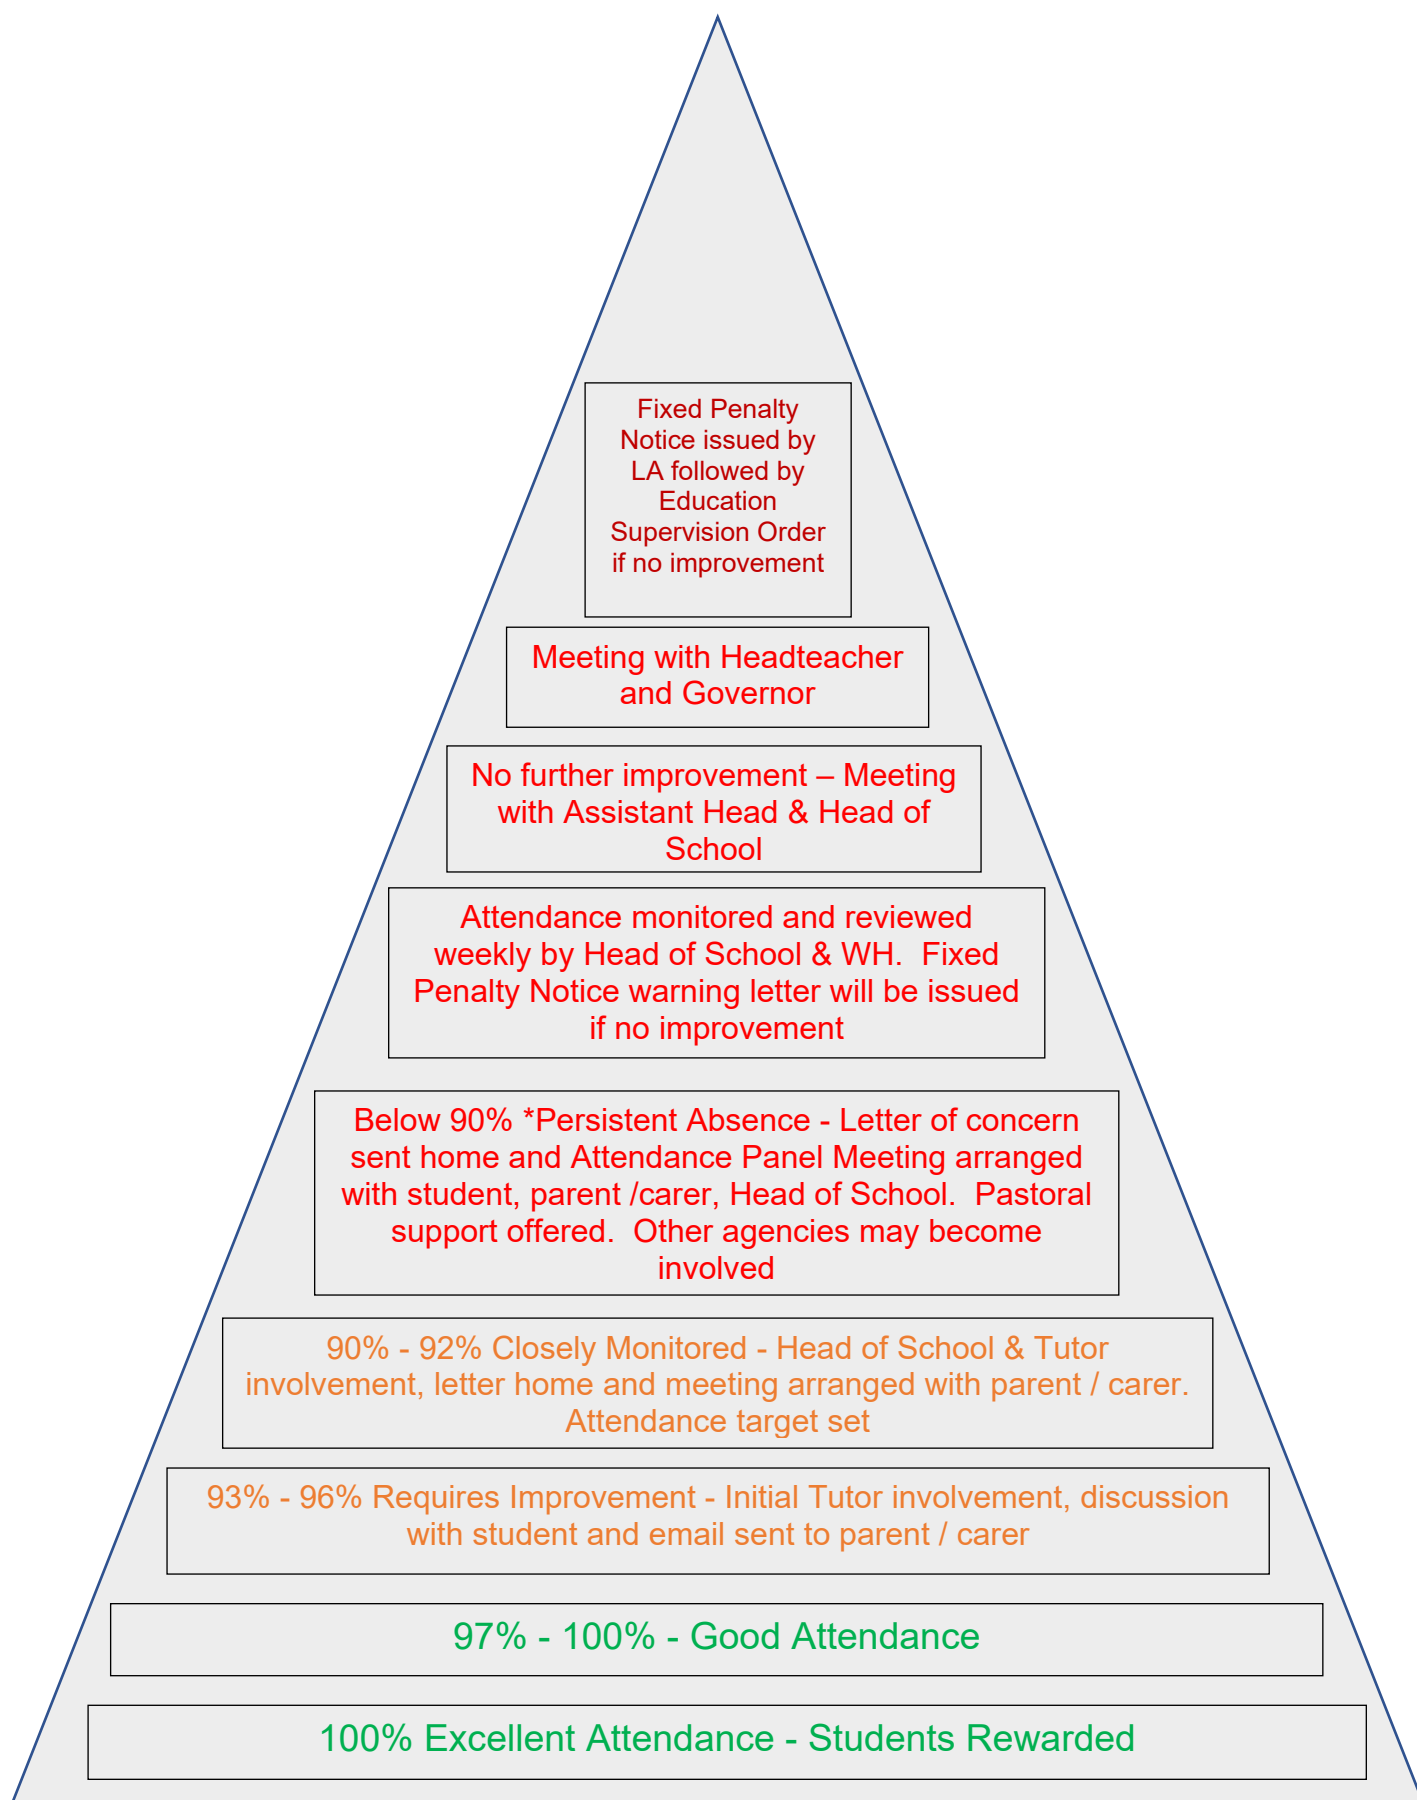 Fixed Penalty
Notice issued by
LA followed by
Education
Supervision Order
if no improvement
Meeting with Headteacher
and Governor
No further improvement – Meeting
with Assistant Head & Head of
School
Attendance monitored and reviewed
weekly by Head of School & WH.  Fixed
Penalty Notice warning letter will be issued
if no improvement
Below 90% *Persistent Absence - Letter of concern
sent home and Attendance Panel Meeting arranged
with student, parent /carer, Head of School.  Pastoral
support offered.  Other agencies may become
involved
90% - 92% Closely Monitored - Head of School & Tutor
involvement, letter home and meeting arranged with parent / carer.
Attendance target set
93% - 96% Requires Improvement - Initial Tutor involvement, discussion
with student and email sent to parent / carer
97% - 100% - Good Attendance
100% Excellent Attendance - Students Rewarded